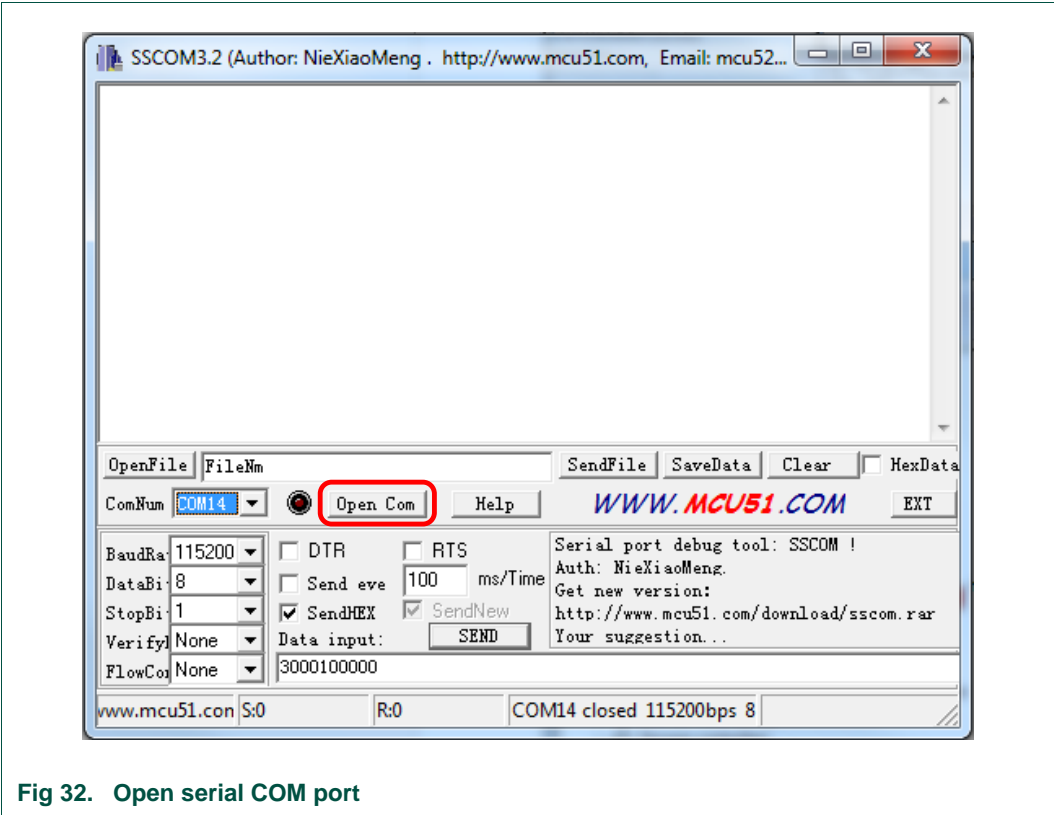 SSCOM3.2 (Author: NieXiaoMeng . http://www.mcu51.com, Email: mcu52...
OpenFile FileNm SendFile SaveData Clear HexData
ComNum COM14 Open Com Help WWW.MCU51.COM EXT
BaudRa 115200 DTR RTS
DataBi 8 Send eve 100 ms/Time
StopBi 1 SendHEX SendNew
Verify None Data input: SEND
FlowCo None 3000100000
Serial port debug tool: SSCOM !
Auth: NieXiaoMeng.
Get new version:
http://www.mcu51.com/download/sscom.rar
Your suggestion...
www.mcu51.con S:0 R:0 COM14 closed 115200bps 8
Fig 32. Open serial COM port